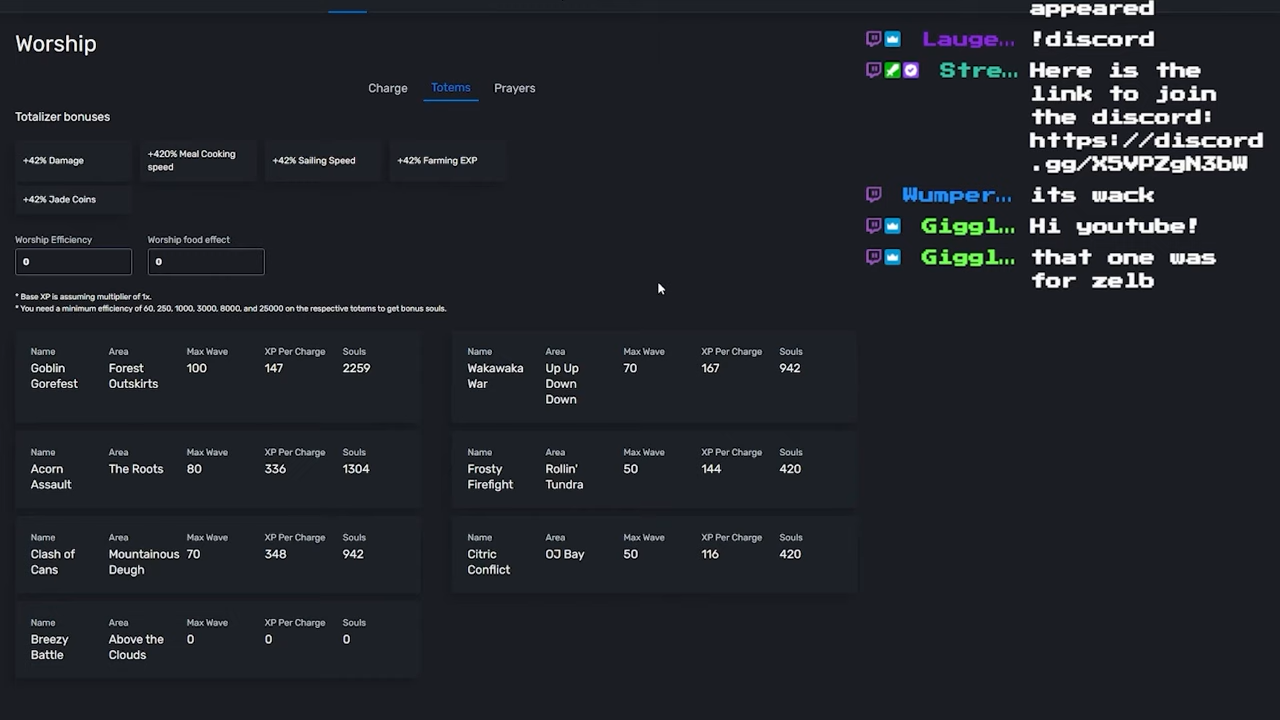 Worship
Charge
Totems
Prayers
Totalizer bonuses
+42% Damage
+420% Meal Cooking
speed
+42% Sailing Speed
+42% Farming EXP
+42% Jade Coins
Worship Efficiency
0
Worship food effect
0
* Base XP is assuming multiplier of 1x.
* You need a minimum efficiency of 60, 250, 1000, 3000, 8000, and 25000 on the respective totems to get bonus souls.
Name Area Max Wave XP Per Charge Souls
Goblin Forest 100 147 2259
Gorefest Outskirts
Name Area Max Wave XP Per Charge Souls
Wakawaka Up Up 70 167 942
War Down
Down
Name Area Max Wave XP Per Charge Souls
Acorn The Roots 80 336 1304
Assault
Name Area Max Wave XP Per Charge Souls
Frosty Rollin' 50 144 420
Firefight Tundra
Name Area Max Wave XP Per Charge Souls
Clash of Mountainous 70 348 942
Cans Deugh
Name Area Max Wave XP Per Charge Souls
Citric OJ Bay 50 116 420
Conflict
Name Area Max Wave XP Per Charge Souls
Breezy Above the 0 0 0
Battle Clouds
appeared
Lauge... !discord
Stre... Here is the
link to join
the discord:
https://discord
.gg/X5VPZgN3bW
Wumper... its wack
Giggl... Hi youtube!
Giggl... that one was
for zelb